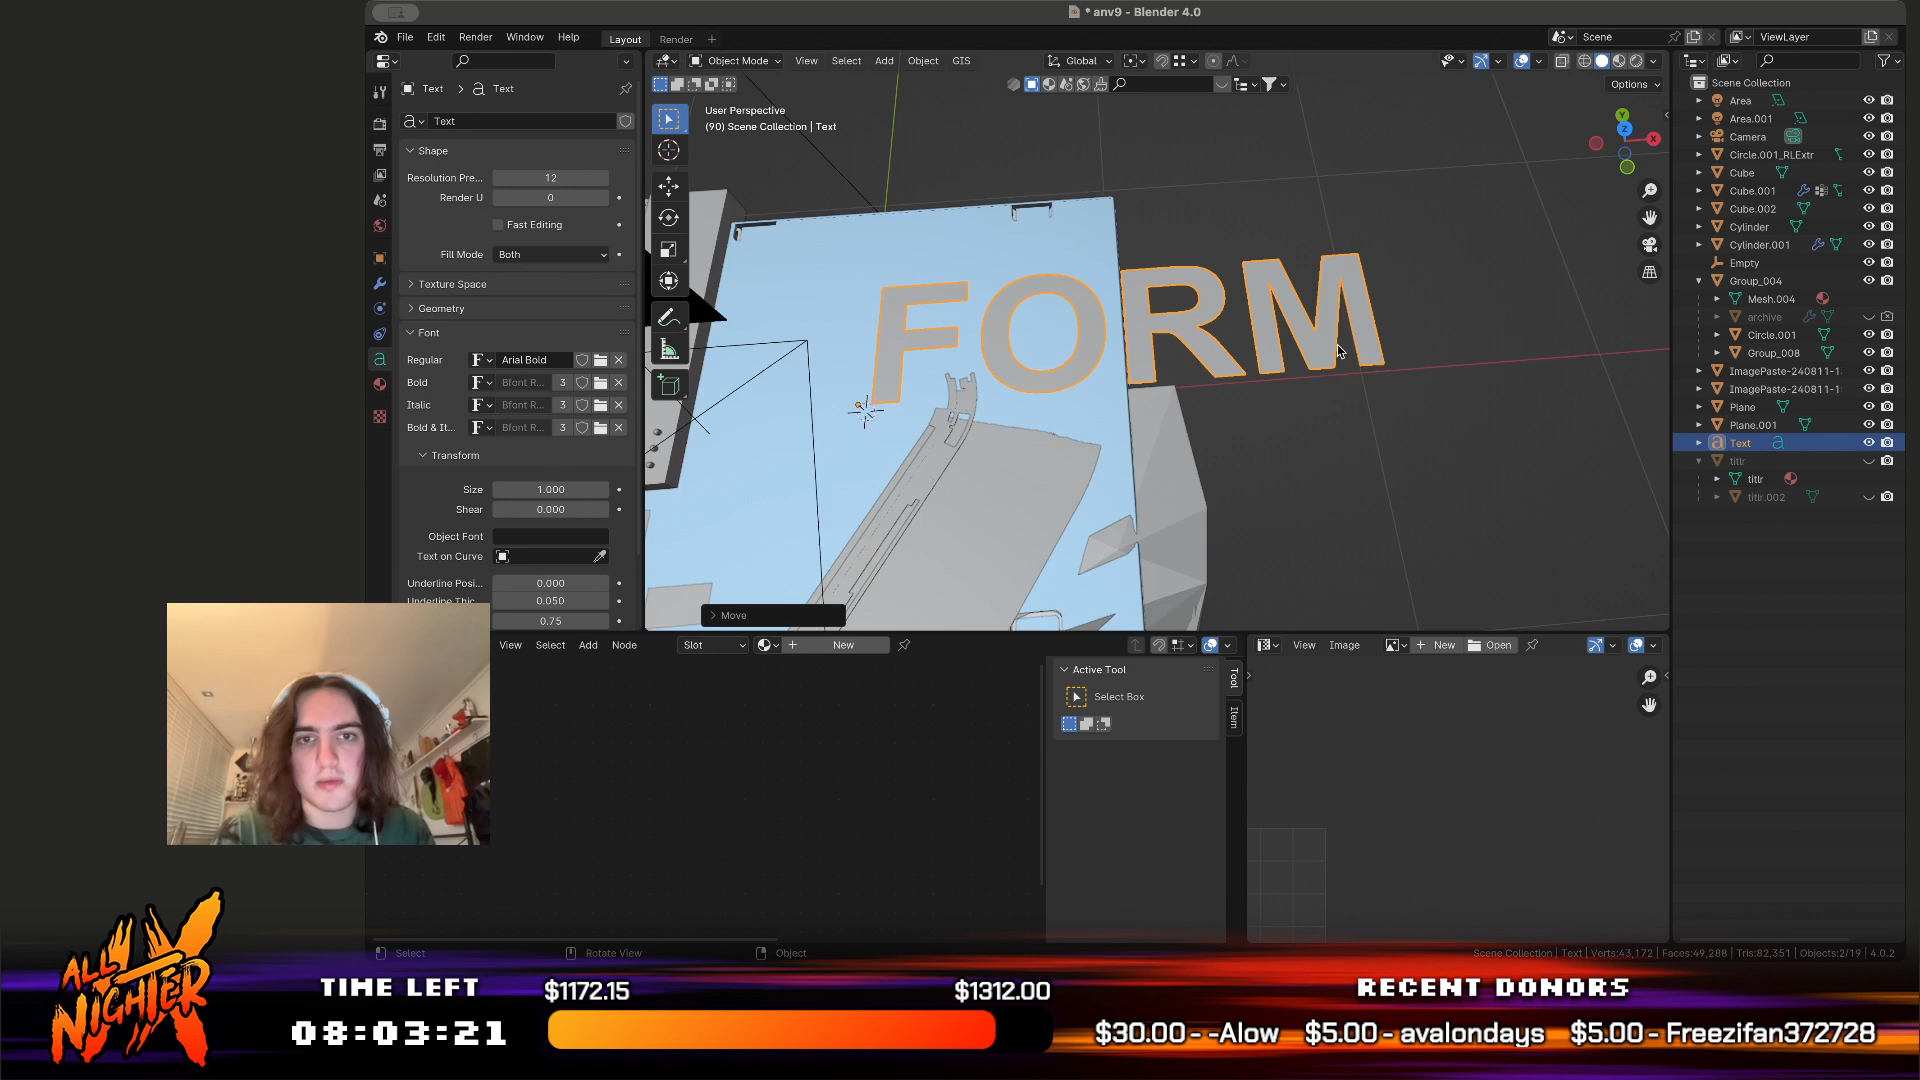 * anv9 - Blender 4.0
File Edit Render Window Help
Layout Render +
Scene
ViewLayer
Object Mode View Select Add Object GIS
Global
Options
Text > Text
Text
Shape
Resolution Pre... 12
Render U 0
Fast Editing
Fill Mode Both
Texture Space
Geometry
Font
Regular F Arial Bold
Bold F Bfont R... 3
Italic F Bfont R... 3
Bold & It... F Bfont R... 3
Transform
Size 1.000
Shear 0.000
Object Font
Text on Curve
Underline Posi... 0.000
Underline Thic... 0.050
0.75
User Perspective
(90) Scene Collection | Text
FORM
Move
Y
Z
X
Scene Collection
Area
Area.001
Camera
Circle.001_RLExtr
Cube
Cube.001
Cube.002
Cylinder
Cylinder.001
Empty
Group_004
Mesh.004
archive
Circle.001
Group_008
ImagePaste-240811-1
ImagePaste-240811-1
Plane
Plane.001
Text
titlr
titlr
titlr.002
View Select Add Node
Slot
New
Active Tool
Select Box
Tool
Item
View Image
New
Open
Select
Rotate View
Object
Scene Collection | Text | Verts:43,172 | Faces:49,288 | Tris:82,351 | Objects:2/19 | 4.0.2
ALL NIGHTER
TIME LEFT
08:03:21
$1172.15
$1312.00
RECENT DONORS
$30.00 - -Alow $5.00 - avalondays $5.00 - Freezifan372728